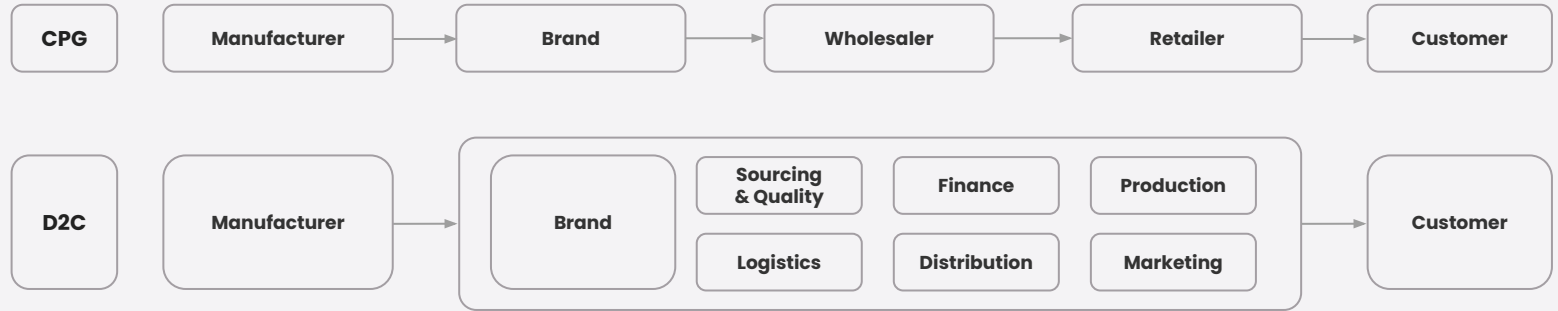 CPG
Manufacturer
Brand
Wholesaler
Retailer
Customer
D2C
Manufacturer
Brand
Sourcing
& Quality
Finance
Production
Logistics
Distribution
Marketing
Customer